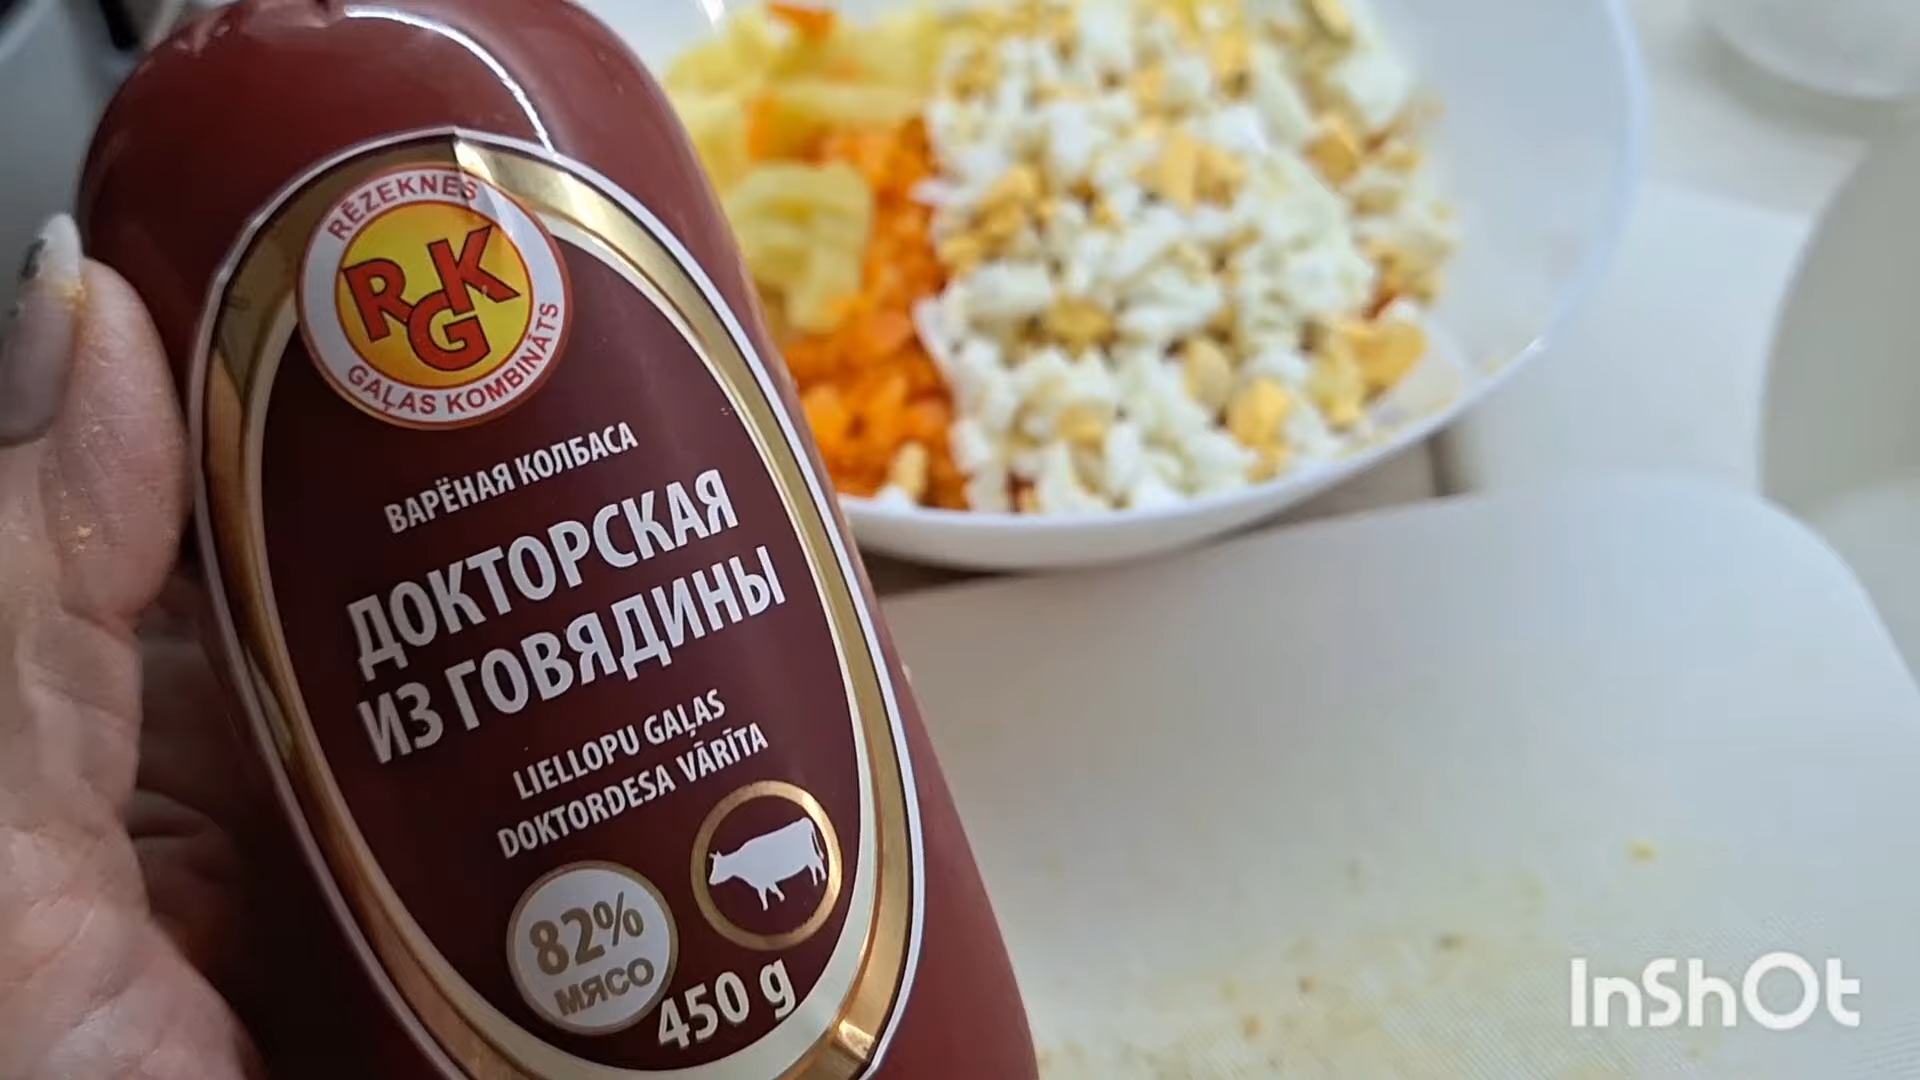 RĒZEKNES
RGK
GAĻAS KOMBINĀTS
ВАРЁНАЯ КОЛБАСА
ДОКТОРСКАЯ
ИЗ ГОВЯДИНЫ
LIELLOPU GAĻAS
DOKTORDESA VĀRĪTA
82%
МЯСО
450 g
InShOt